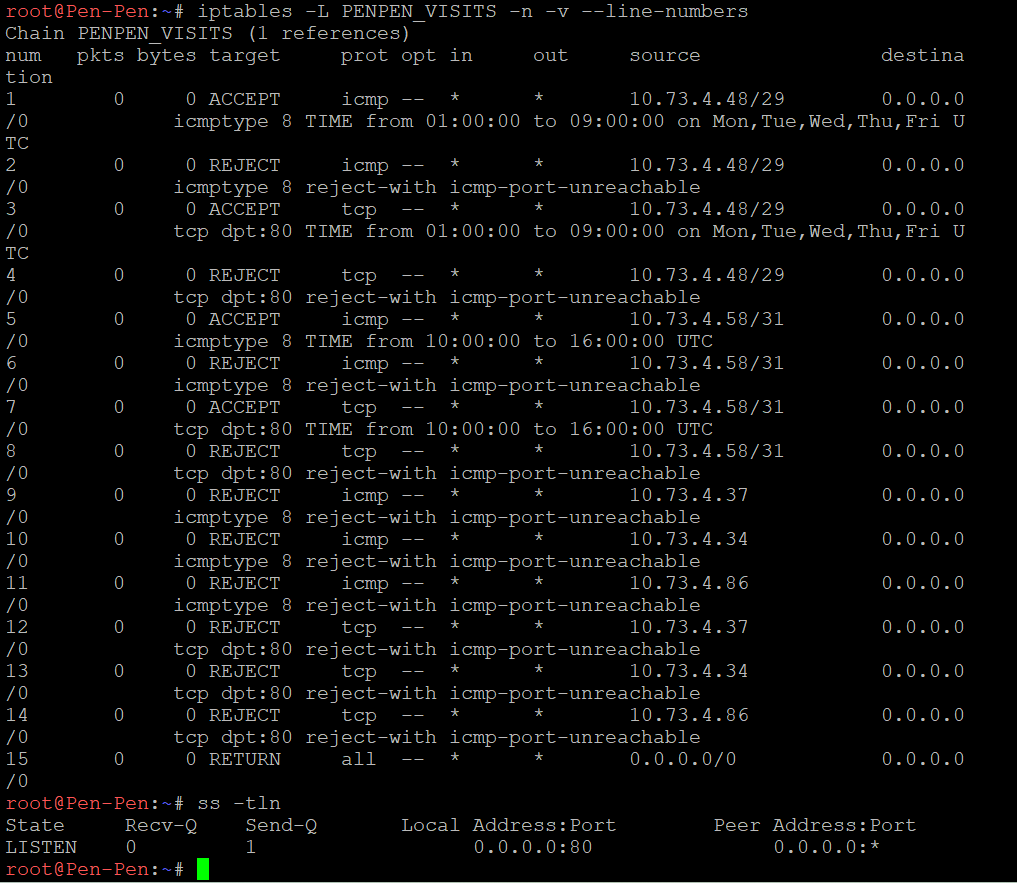 root@Pen-Pen:~# iptables -L PENPEN_VISITS -n -v --line-numbers
Chain PENPEN_VISITS (1 references)
num   pkts bytes target     prot opt in     out     source               destina
tion
1        0     0 ACCEPT     icmp --  *      *       10.73.4.48/29        0.0.0.0
/0            icmptype 8 TIME from 01:00:00 to 09:00:00 on Mon,Tue,Wed,Thu,Fri U
TC
2        0     0 REJECT     icmp --  *      *       10.73.4.48/29        0.0.0.0
/0            icmptype 8 reject-with icmp-port-unreachable
3        0     0 ACCEPT     tcp  --  *      *       10.73.4.48/29        0.0.0.0
/0            tcp dpt:80 TIME from 01:00:00 to 09:00:00 on Mon,Tue,Wed,Thu,Fri U
TC
4        0     0 REJECT     tcp  --  *      *       10.73.4.48/29        0.0.0.0
/0            tcp dpt:80 reject-with icmp-port-unreachable
5        0     0 ACCEPT     icmp --  *      *       10.73.4.58/31        0.0.0.0
/0            icmptype 8 TIME from 10:00:00 to 16:00:00 UTC
6        0     0 REJECT     icmp --  *      *       10.73.4.58/31        0.0.0.0
/0            icmptype 8 reject-with icmp-port-unreachable
7        0     0 ACCEPT     tcp  --  *      *       10.73.4.58/31        0.0.0.0
/0            tcp dpt:80 TIME from 10:00:00 to 16:00:00 UTC
8        0     0 REJECT     tcp  --  *      *       10.73.4.58/31        0.0.0.0
/0            tcp dpt:80 reject-with icmp-port-unreachable
9        0     0 REJECT     icmp --  *      *       10.73.4.37           0.0.0.0
/0            icmptype 8 reject-with icmp-port-unreachable
10       0     0 REJECT     icmp --  *      *       10.73.4.34           0.0.0.0
/0            icmptype 8 reject-with icmp-port-unreachable
11       0     0 REJECT     icmp --  *      *       10.73.4.86           0.0.0.0
/0            icmptype 8 reject-with icmp-port-unreachable
12       0     0 REJECT     tcp  --  *      *       10.73.4.37           0.0.0.0
/0            tcp dpt:80 reject-with icmp-port-unreachable
13       0     0 REJECT     tcp  --  *      *       10.73.4.34           0.0.0.0
/0            tcp dpt:80 reject-with icmp-port-unreachable
14       0     0 REJECT     tcp  --  *      *       10.73.4.86           0.0.0.0
/0            tcp dpt:80 reject-with icmp-port-unreachable
15       0     0 RETURN     all  --  *      *       0.0.0.0/0            0.0.0.0
/0
root@Pen-Pen:~# ss -tln
State     Recv-Q    Send-Q       Local Address:Port        Peer Address:Port
LISTEN    0         1                  0.0.0.0:80               0.0.0.0:*
root@Pen-Pen:~#